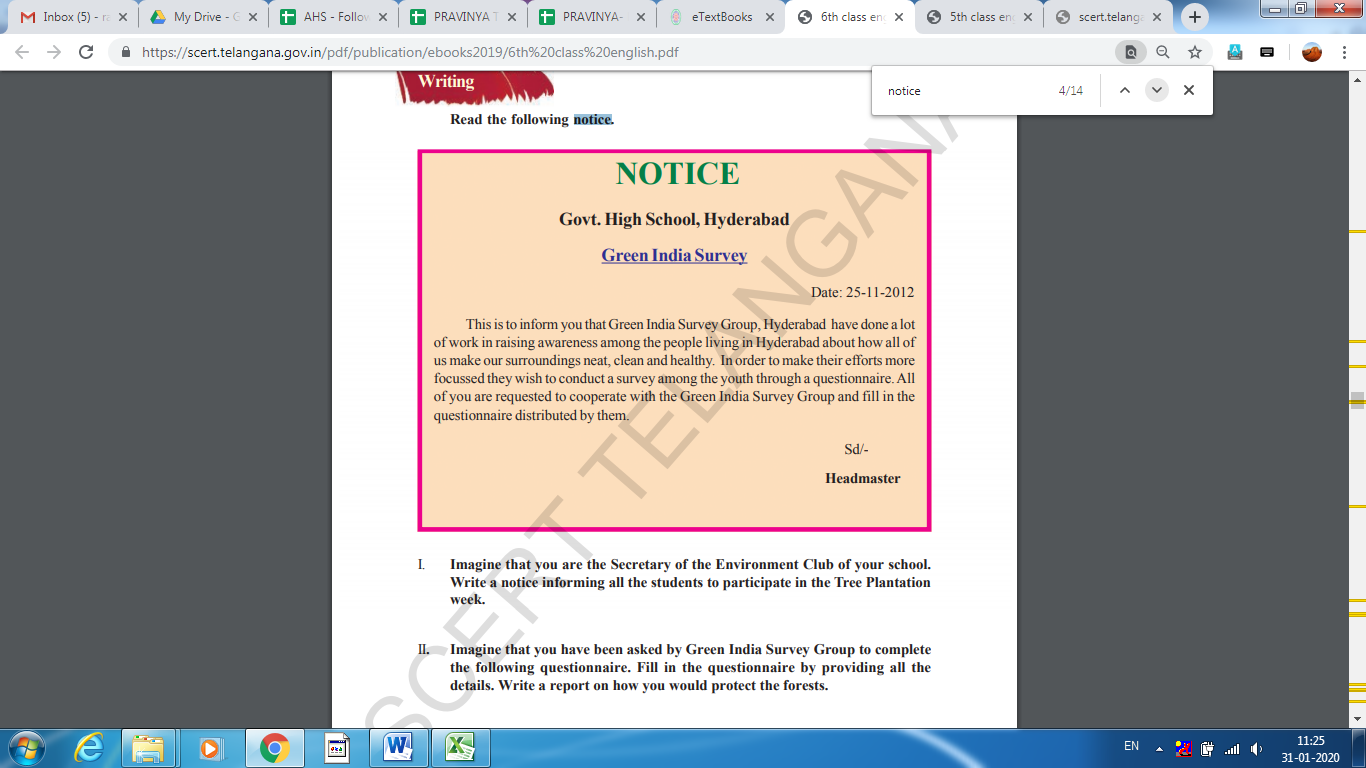 Inbox (5) - ra
My Drive - G
AHS - Follow
PRAVINYA T
PRAVINYA-
eTextBooks
6th class en
5th class en
scert.telang
https://scert.telangana.gov.in/pdf/publication/ebooks2019/6th%20class%20english.pdf
notice 4/14
Writing
Read the following notice.
NOTICE
Govt. High School, Hyderabad
Green India Survey
Date: 25-11-2012
This is to inform you that Green India Survey Group, Hyderabad have done a lot
of work in raising awareness among the people living in Hyderabad about how all of
us make our surroundings neat, clean and healthy. In order to make their efforts more
focussed they wish to conduct a survey among the youth through a questionnaire. All
of you are requested to cooperate with the Green India Survey Group and fill in the
questionnaire distributed by them.
Sd/-
Headmaster
I. Imagine that you are the Secretary of the Environment Club of your school.
Write a notice informing all the students to participate in the Tree Plantation
week.
II. Imagine that you have been asked by Green India Survey Group to complete
the following questionnaire. Fill in the questionnaire by providing all the
details. Write a report on how you would protect the forests.
SCERT TELANGANA
EN
11:25
31-01-2020